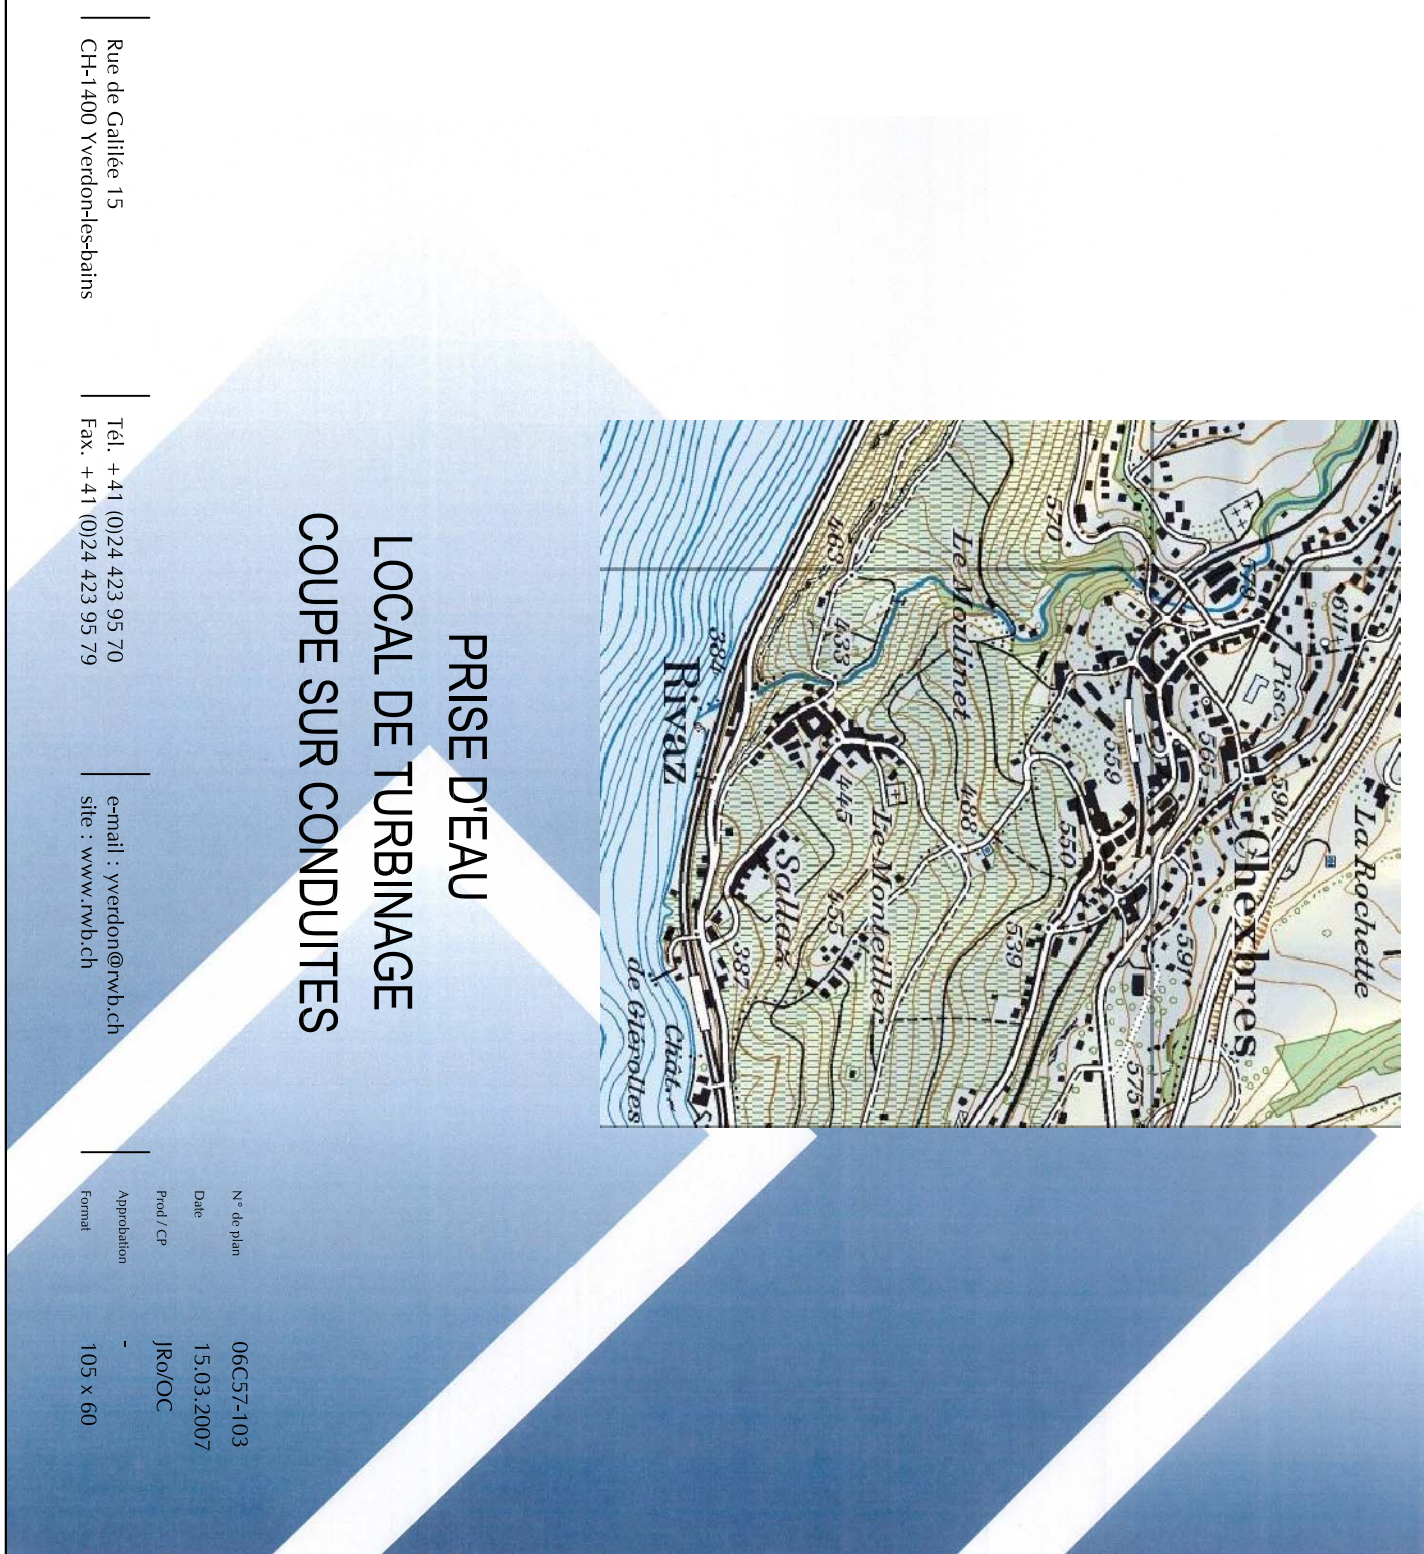 La Rochette
Chexbres
Pisc.
617
594
579
565
559
591
575
570
550
539
Le Moulinet
488
Le Monteiller
463
433
445
455
Sallaz
387
384
Rivaz
Chât.
de Glérolles
PRISE D'EAU
LOCAL DE TURBINAGE
COUPE SUR CONDUITES
N° de plan 06C57-103
Date 15.03.2007
Prod / CP JRo/OC
Approbation -
Format 105 x 60
Rue de Galilée 15
CH-1400 Yverdon-les-bains
Tél. +41 (0)24 423 95 70
Fax. +41 (0)24 423 95 79
e-mail : yverdon@rwb.ch
site : www.rwb.ch